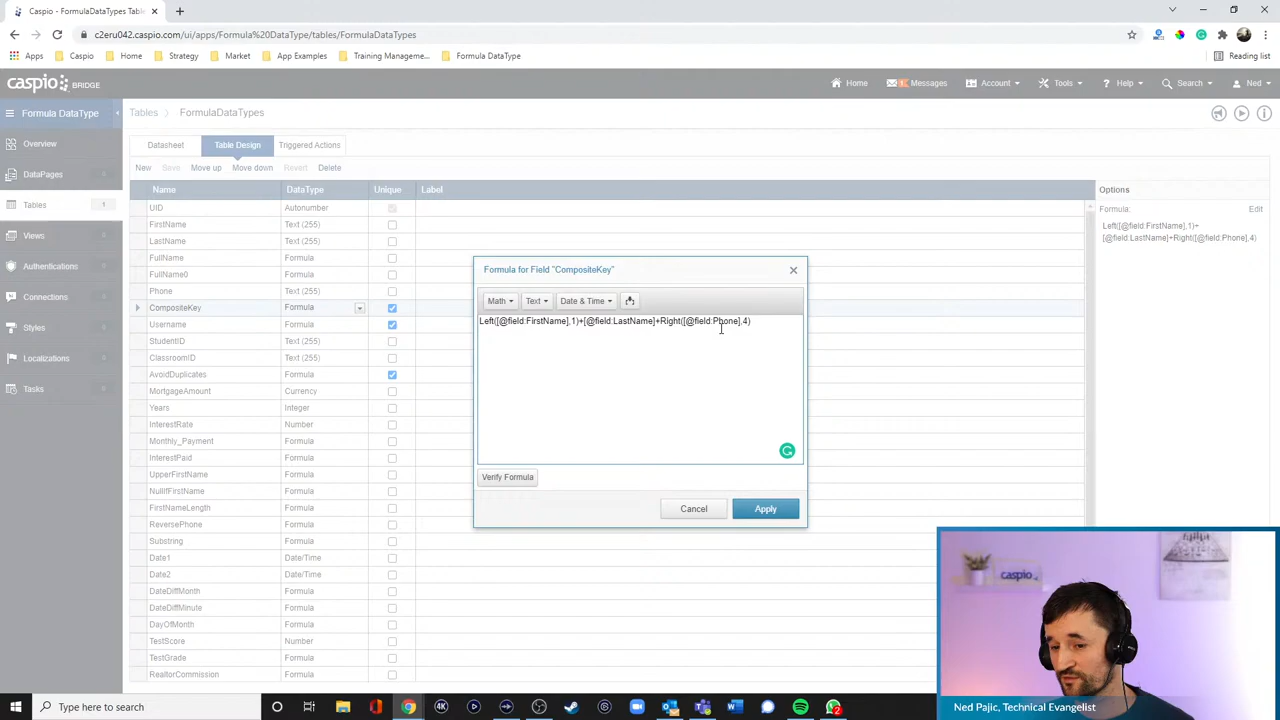 Caspio - FormulaDataTypes
c2eru042.caspio.com/ui/apps/Formula%20DataType/tables/FormulaDataTypes
Apps Caspio Home Strategy Market App Examples Training Manageme... Formula DataType Reading list
caspio BRIDGE Home Messages Account Tools Help Search Ned
Formula DataType Tables FormulaDataTypes
Overview
DataPages
Tables 1
Views
Authentications
Connections
Styles
Localizations
Tasks
Datasheet Table Design Triggered Actions
New Save Move up Move down Revert Delete
Name DataType Unique Label
UID Autonumber
FirstName Text (255)
LastName Text (255)
FullName Formula
FullName0 Formula
Phone Text (255)
CompositeKey Formula
Username Formula
StudentID Text (255)
ClassroomID Text (255)
AvoidDuplicates Formula
MortgageAmount Currency
Years Integer
InterestRate Number
Monthly_Payment Formula
InterestPaid Formula
UpperFirstName Formula
NullIfFirstName Formula
FirstNameLength Formula
ReversePhone Formula
Substring Formula
Date1 Date/Time
Date2 Date/Time
DateDiffMonth Formula
DateDiffMinute Formula
DayOfMonth Formula
TestScore Number
TestGrade Formula
RealtorCommission Formula
Options
Formula: Edit
Left([@field:FirstName],1)+
[@field:LastName]+Right([@field:Phone],4)
Formula for Field "CompositeKey"
Math Text Date & Time
Left([@field:FirstName],1)+[@field:LastName]+Right([@field:Phone],4)
Verify Formula
Cancel Apply
caspio
Ned Pajic, Technical Evangelist
Type here to search
4K
2